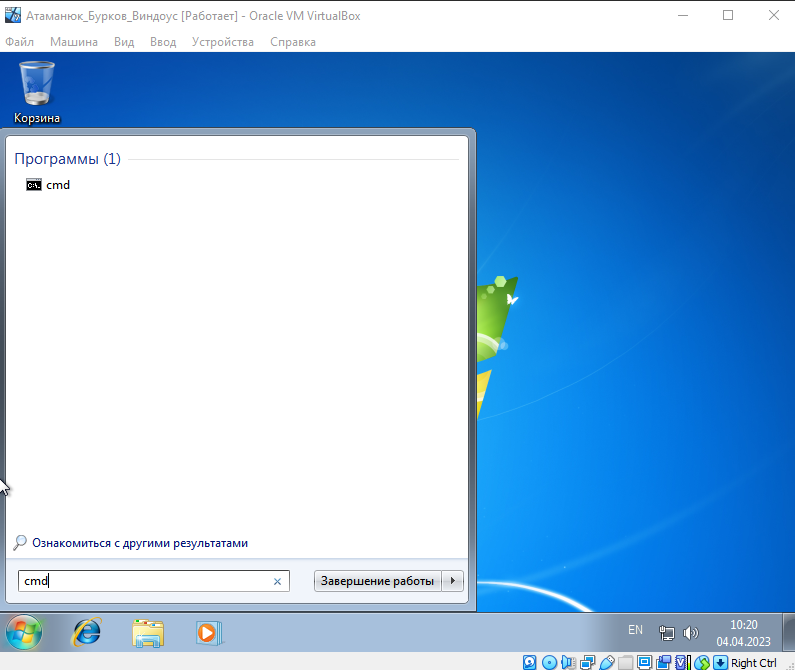 Атаманюк_Бурков_Виндоус [Работает] - Oracle VM VirtualBox
Файл Машина Вид Ввод Устройства Справка
Корзина
Программы (1)
C:\.
cmd
Ознакомиться с другими результатами
cmd
Завершение работы
EN
10:20
04.04.2023
Right Ctrl